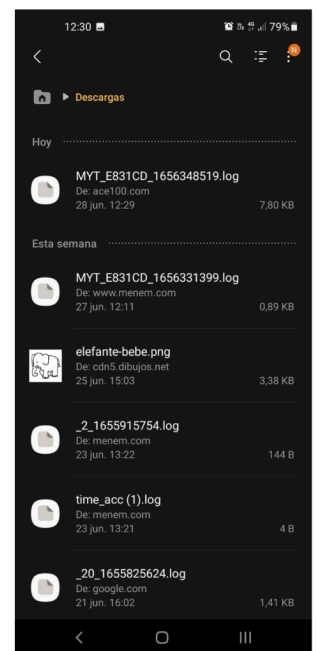 12:30
4G 79%
N
Descargas
Hoy
MYT_E831CD_1656348519.log
De: ace100.com
28 jun. 12:29 7,80 KB
Esta semana
MYT_E831CD_1656331399.log
De: www.menem.com
27 jun. 12:11 0,89 KB
elefante-bebe.png
De: cdn5.dibujos.net
25 jun. 15:03 3,38 KB
_2_1655915754.log
De: menem.com
23 jun. 13:22 144 B
time_acc (1).log
De: menem.com
23 jun. 13:21 4 B
_20_1655825624.log
De: google.com
21 jun. 16:02 1,41 KB